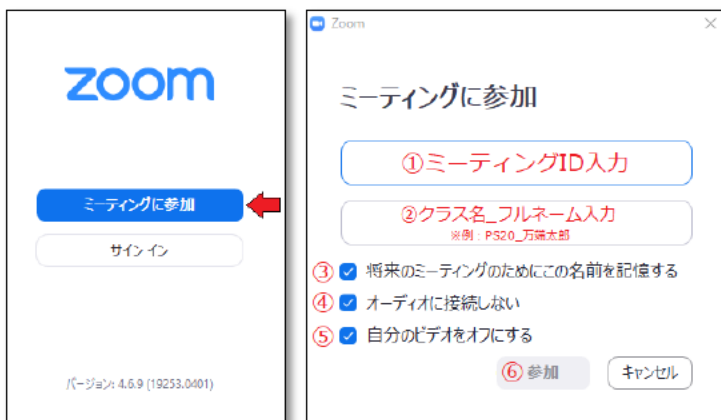 zoom
ミーティングに参加
サインイン
バージョン: 4.6.9 (19253.0401)
Zoom
ミーティングに参加
①ミーティングID入力
②クラス名_フルネーム入力
※例：PS20_万端太郎
③ 将来のミーティングのためにこの名前を記憶する
④ オーディオに接続しない
⑤ 自分のビデオをオフにする
⑥ 参加
キャンセル